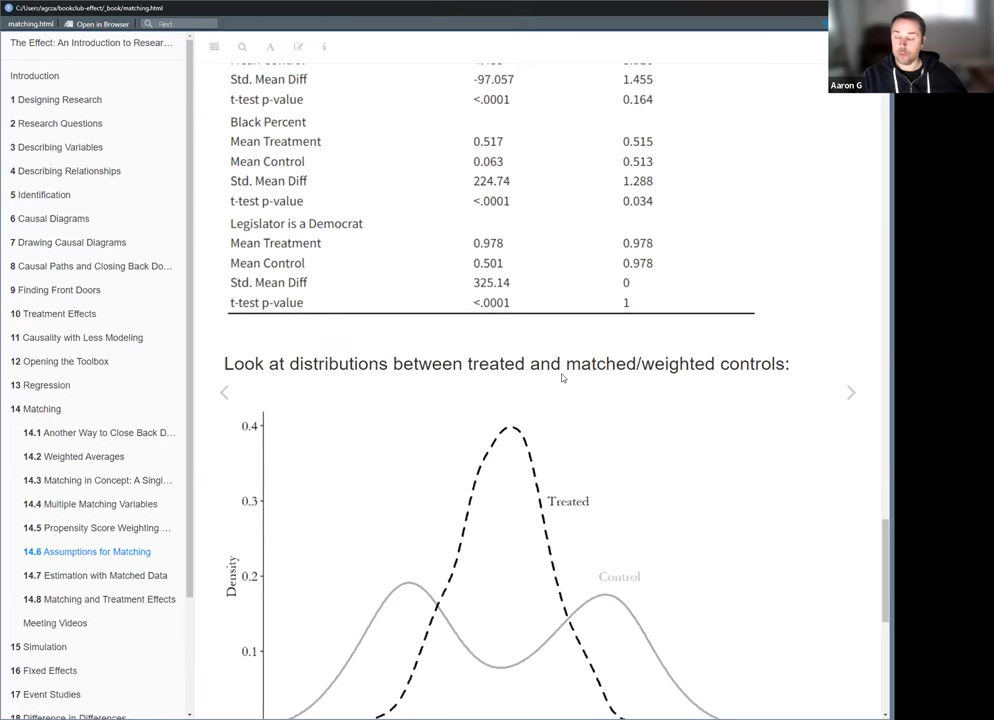 C:/Users/agrza/bookclub-effect/_book/matching.html
matching.html
Open in Browser
Find
The Effect: An Introduction to Resear...
Introduction
1 Designing Research
2 Research Questions
3 Describing Variables
4 Describing Relationships
5 Identification
6 Causal Diagrams
7 Drawing Causal Diagrams
8 Causal Paths and Closing Back Do...
9 Finding Front Doors
10 Treatment Effects
11 Causality with Less Modeling
12 Opening the Toolbox
13 Regression
14 Matching
14.1 Another Way to Close Back D...
14.2 Weighted Averages
14.3 Matching in Concept: A Singl...
14.4 Multiple Matching Variables
14.5 Propensity Score Weighting ...
14.6 Assumptions for Matching
14.7 Estimation with Matched Data
14.8 Matching and Treatment Effects
Meeting Videos
15 Simulation
16 Fixed Effects
17 Event Studies
18 Difference in Differences
Std. Mean Diff -97.057 1.455
t-test p-value <.0001 0.164
Black Percent
Mean Treatment 0.517 0.515
Mean Control 0.063 0.513
Std. Mean Diff 224.74 1.288
t-test p-value <.0001 0.034
Legislator is a Democrat
Mean Treatment 0.978 0.978
Mean Control 0.501 0.978
Std. Mean Diff 325.14 0
t-test p-value <.0001 1
Look at distributions between treated and matched/weighted controls:
0.4
0.3
0.2
0.1
Density
Treated
Control
Aaron G